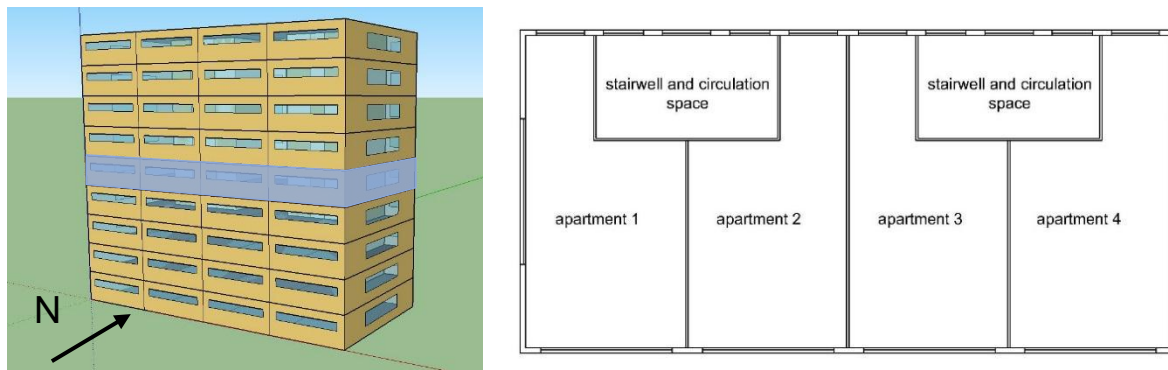 N
stairwell and circulation
space
stairwell and circulation
space
apartment 1
apartment 2
apartment 3
apartment 4